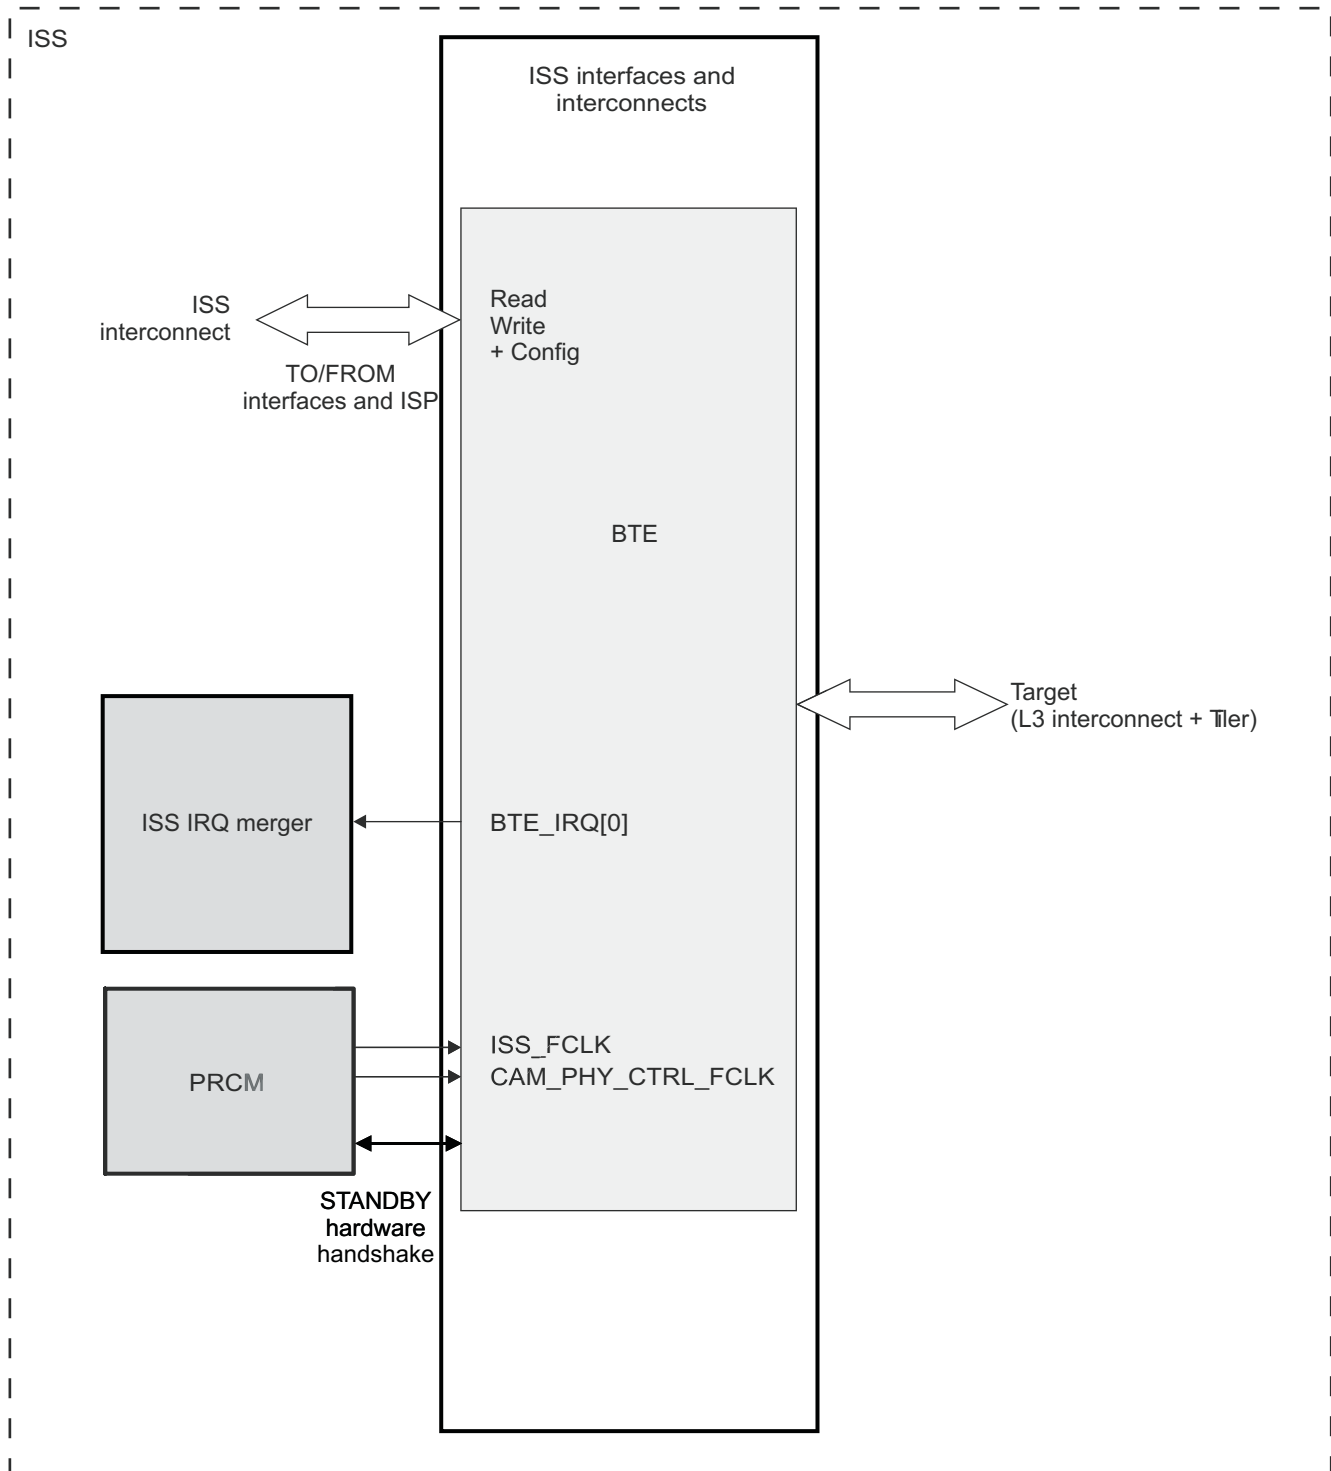 ISS
ISS interfaces and
interconnects
ISS
interconnect
TO/FROM
interfaces and ISP
Read
Write
+ Config
BTE
Target
(L3 interconnect + Tiler)
ISS IRQ merger
BTE_IRQ[0]
PRCM
ISS_FCLK
CAM_PHY_CTRL_FCLK
STANDBY
hardware
handshake